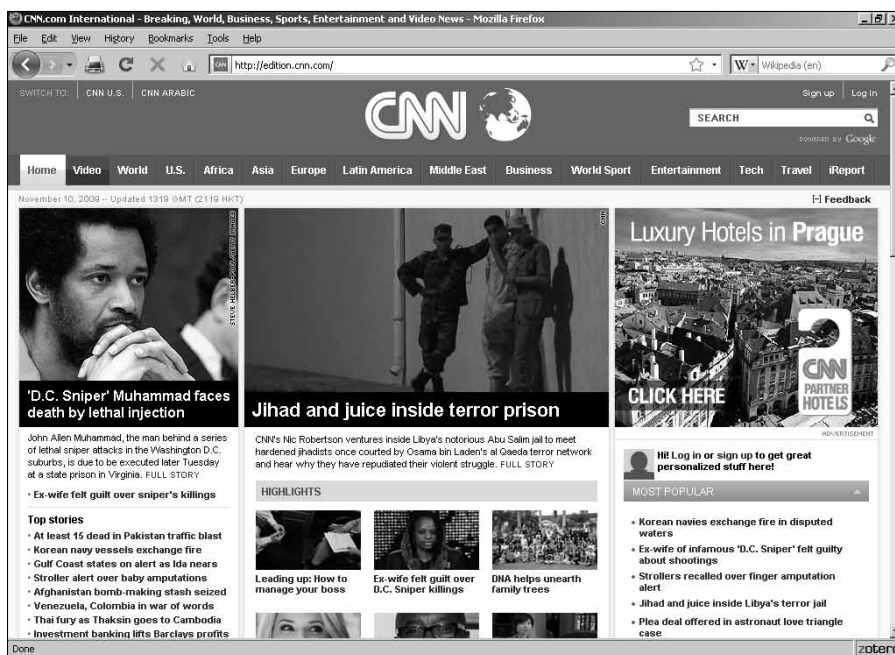 CNN.com International - Breaking, World, Business, Sports, Entertainment and Video News - Mozilla Firefox
File Edit View History Bookmarks Tools Help
CNN http://edition.cnn.com/ W Wikipedia (en)
SWITCH TO: CNN U.S. CNN ARABIC
Sign up Log in
CNN
SEARCH
POWERED BY Google
Home Video World U.S. Africa Asia Europe Latin America Middle East Business World Sport Entertainment Tech Travel iReport
November 10, 2009 -- Updated 1319 GMT (2119 HKT)
[-] Feedback
STEVE HELBER-POOL/GETTY IMAGES
'D.C. Sniper' Muhammad faces
death by lethal injection
John Allen Muhammad, the man behind a series
of lethal sniper attacks in the Washington D.C.
suburbs, is due to be executed later Tuesday
at a state prison in Virginia. FULL STORY
• Ex-wife felt guilt over sniper's killings
Top stories
• At least 15 dead in Pakistan traffic blast
• Korean navy vessels exchange fire
• Gulf Coast states on alert as Ida nears
• Stroller alert over baby amputations
• Afghanistan bomb-making stash seized
• Venezuela, Colombia in war of words
• Thai fury as Thaksin goes to Cambodia
• Investment banking lifts Barclays profits
CNN
Jihad and juice inside terror prison
CNN's Nic Robertson ventures inside Libya's notorious Abu Salim jail to meet
hardened jihadists once courted by Osama bin Laden's al Qaeda terror network
and hear why they have repudiated their violent struggle. FULL STORY
HIGHLIGHTS
Leading up: How to
manage your boss
Ex-wife felt guilt over
D.C. Sniper killings
DNA helps unearth
family trees
Luxury Hotels in Prague
CLICK HERE
CNN
PARTNER
HOTELS
ADVERTISEMENT
Hi! Log in or sign up to get great
personalized stuff here!
MOST POPULAR
• Korean navies exchange fire in disputed
waters
• Ex-wife of infamous 'D.C. Sniper' felt guilty
about shootings
• Strollers recalled over finger amputation
alert
• Jihad and juice inside Libya's terror jail
• Plea deal offered in astronaut love triangle
case
Done